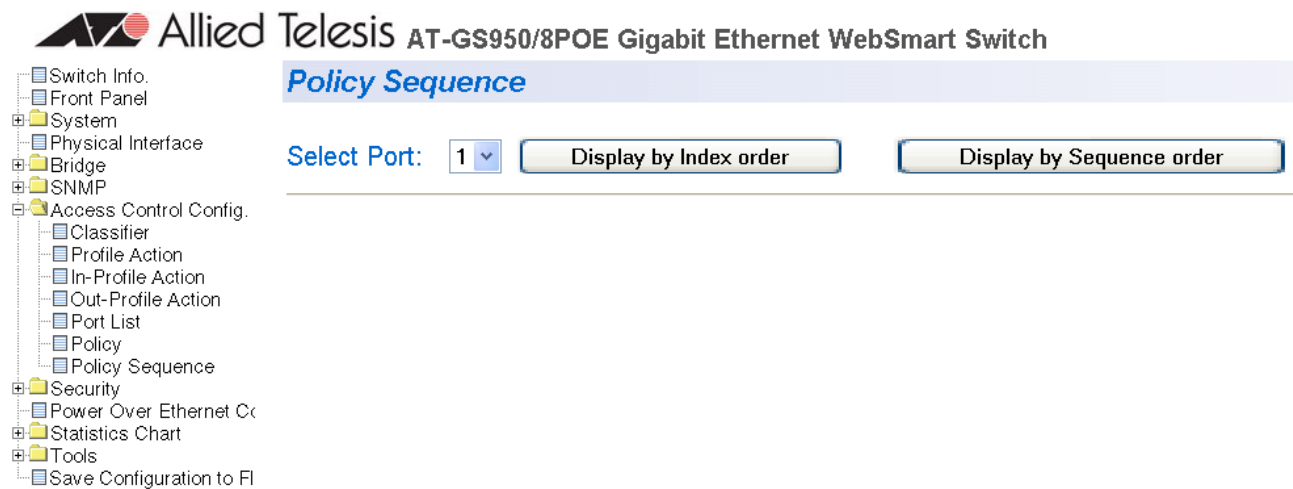 Allied Telesis AT-GS950/8POE Gigabit Ethernet WebSmart Switch
Switch Info.
Front Panel
System
Physical Interface
Bridge
SNMP
Access Control Config.
Classifier
Profile Action
In-Profile Action
Out-Profile Action
Port List
Policy
Policy Sequence
Security
Power Over Ethernet Co
Statistics Chart
Tools
Save Configuration to Fl
Policy Sequence
Select Port: 1 Display by Index order Display by Sequence order